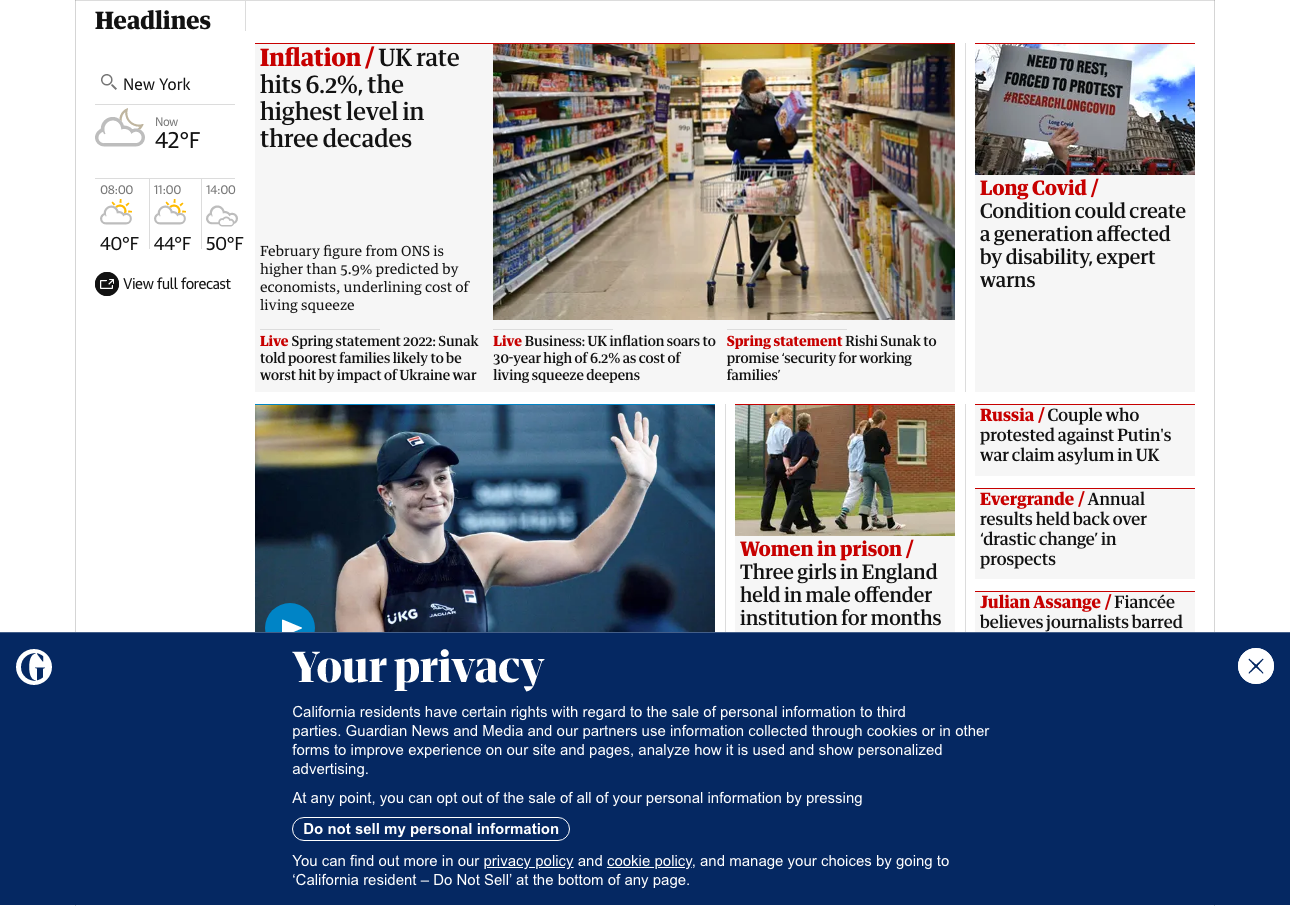 Headlines
New York
Now
42°F
08:00
11:00
14:00
40°F
44°F
50°F
View full forecast
Inflation / UK rate
hits 6.2%, the
highest level in
three decades
February figure from ONS is
higher than 5.9% predicted by
economists, underlining cost of
living squeeze
99p
Live Spring statement 2022: Sunak
told poorest families likely to be
worst hit by impact of Ukraine war
Live Business: UK inflation soars to
30-year high of 6.2% as cost of
living squeeze deepens
Spring statement Rishi Sunak to
promise ‘security for working
families’
NEED TO REST,
FORCED TO PROTEST
#RESEARCHLONGCOVID
Long Covid
Long Covid /
Condition could create
a generation affected
by disability, expert
warns
UKG
JAGUAR
Women in prison /
Three girls in England
held in male offender
institution for months
Russia / Couple who
protested against Putin's
war claim asylum in UK
Evergrande / Annual
results held back over
‘drastic change’ in
prospects
Julian Assange / Fiancée
believes journalists barred
Your privacy
California residents have certain rights with regard to the sale of personal information to third
parties. Guardian News and Media and our partners use information collected through cookies or in other
forms to improve experience on our site and pages, analyze how it is used and show personalized
advertising.
At any point, you can opt out of the sale of all of your personal information by pressing
Do not sell my personal information
You can find out more in our privacy policy and cookie policy, and manage your choices by going to
‘California resident – Do Not Sell’ at the bottom of any page.